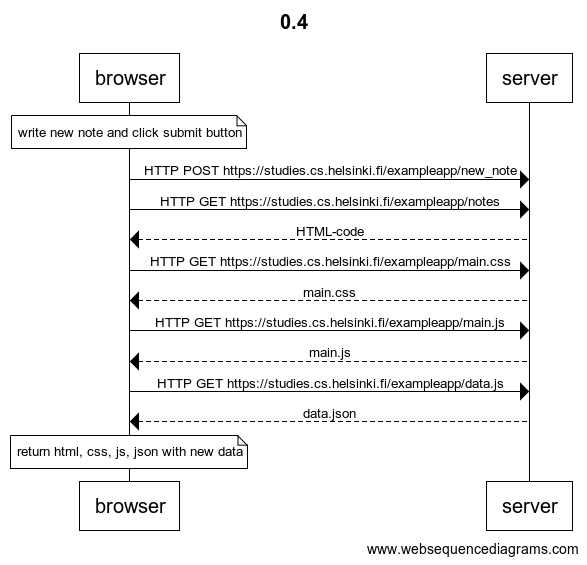 0.4
browser server
write new note and click submit button
HTTP POST https://studies.cs.helsinki.fi/exampleapp/new_note
HTTP GET https://studies.cs.helsinki.fi/exampleapp/notes
HTML-code
HTTP GET https://studies.cs.helsinki.fi/exampleapp/main.css
main.css
HTTP GET https://studies.cs.helsinki.fi/exampleapp/main.js
main.js
HTTP GET https://studies.cs.helsinki.fi/exampleapp/data.js
data.json
return html, css, js, json with new data
browser server
www.websequencediagrams.com